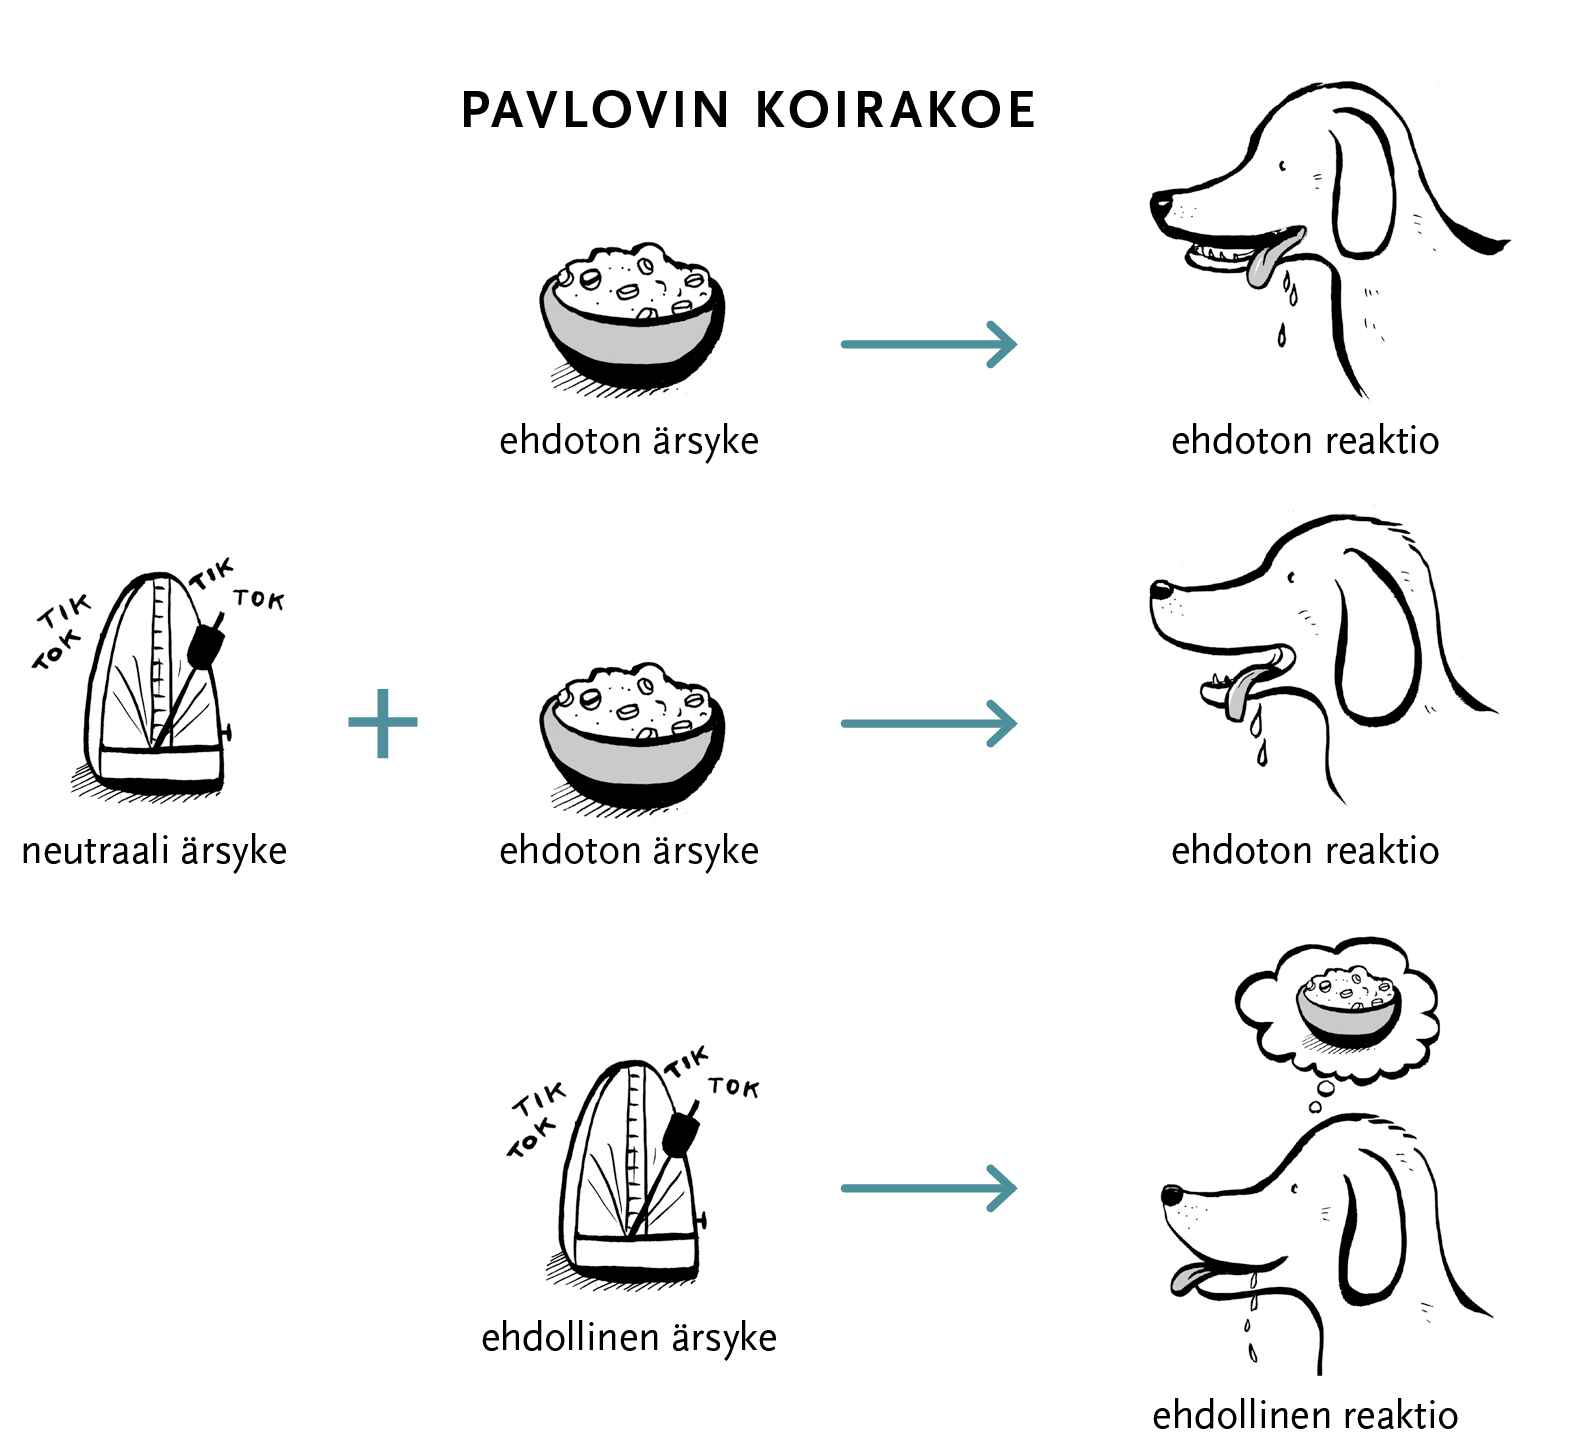 PAVLOVIN KOIRAKOE
ehdoton ärsyke
ehdoton reaktio
TIK
TOK
TIK
TOK
neutraali ärsyke
ehdoton ärsyke
ehdoton reaktio
TIK
TOK
TIK
TOK
ehdollinen ärsyke
ehdollinen reaktio